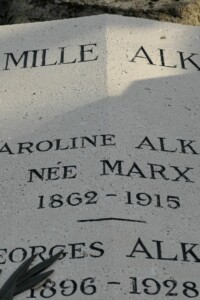 MILLE ALK
AROLINE ALK
NÉE MARX
1862-1915
EORGES ALK
1896-1928